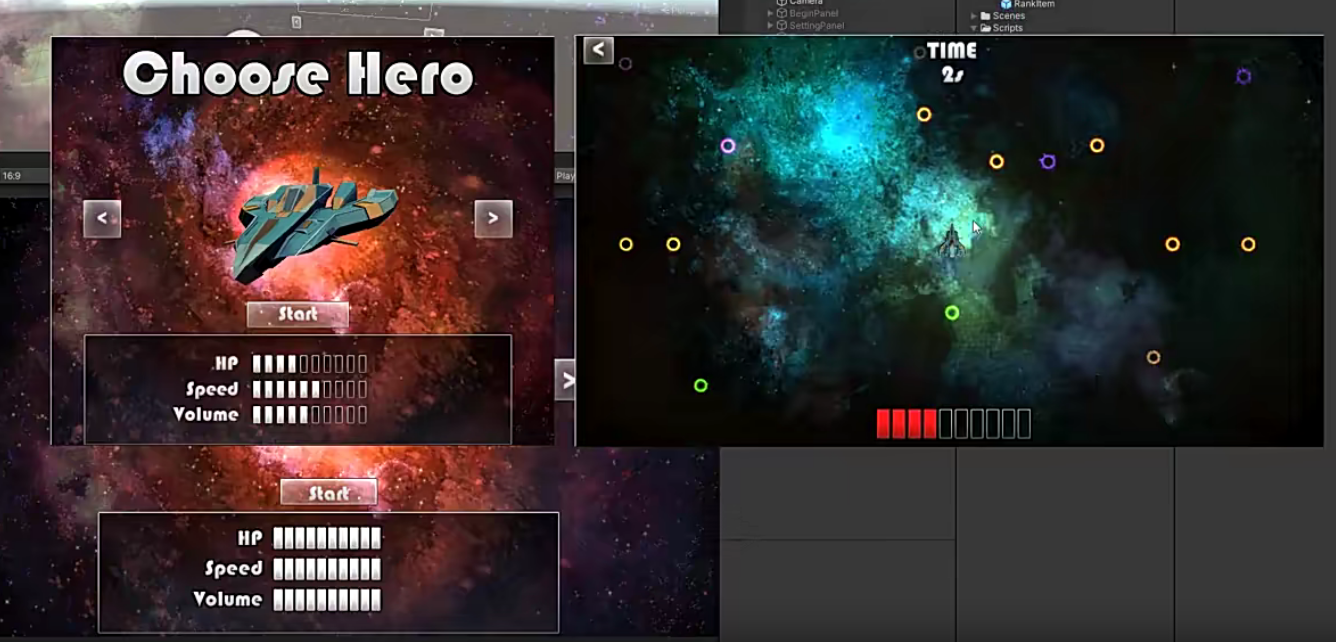 Camera
BeginPanel
SettingPanel
RankItem
Scenes
Scripts
16:9
Play
Choose Hero
<
>
Start
HP
Speed
Volume
<
TIME
2s
>
Start
HP
Speed
Volume